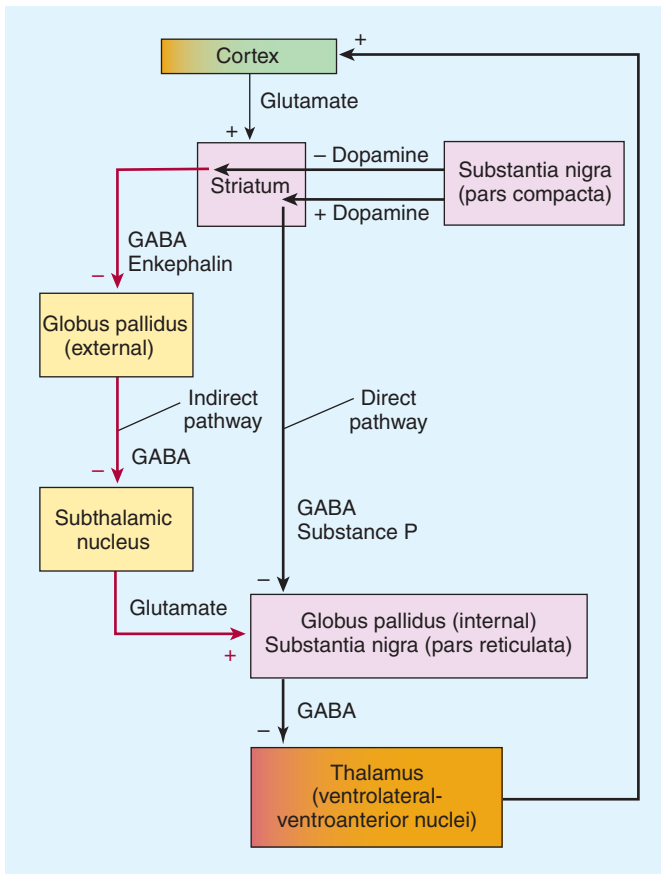 +
Cortex
Glutamate
+
– Dopamine
Striatum
+ Dopamine
Substantia nigra
(pars compacta)
GABA
Enkephalin
–
Globus pallidus
(external)
Indirect
pathway
Direct
pathway
–
GABA
Subthalamic
nucleus
GABA
Substance P
–
Glutamate
+
Globus pallidus (internal)
Substantia nigra (pars reticulata)
GABA
–
Thalamus
(ventrolateral-
ventroanterior nuclei)